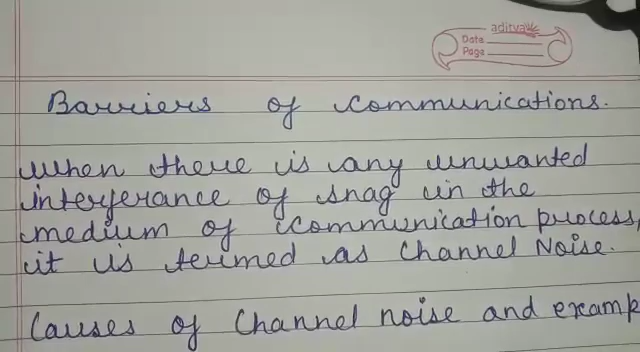 aditya
Date
Page
Barriers of communications.
when there is any unwanted
interferance of snag in the
medium of communication process,
it is termed as Channel Noise.
Causes of Channel noise and examp